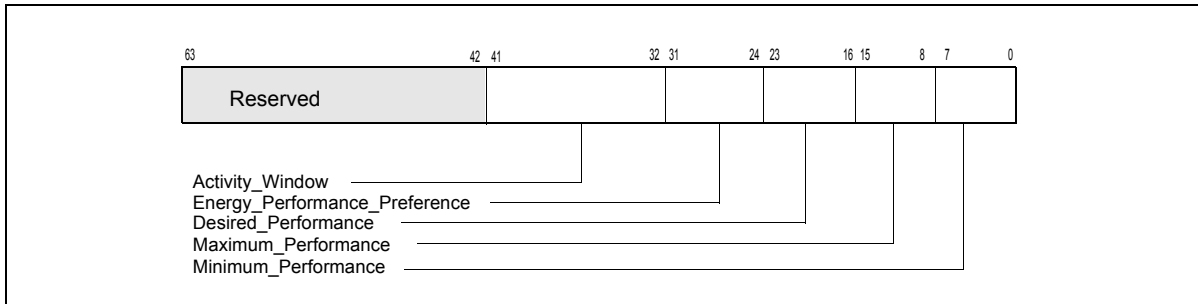 63 42 41 32 31 24 23 16 15 8 7 0
Reserved
Activity_Window
Energy_Performance_Preference
Desired_Performance
Maximum_Performance
Minimum_Performance